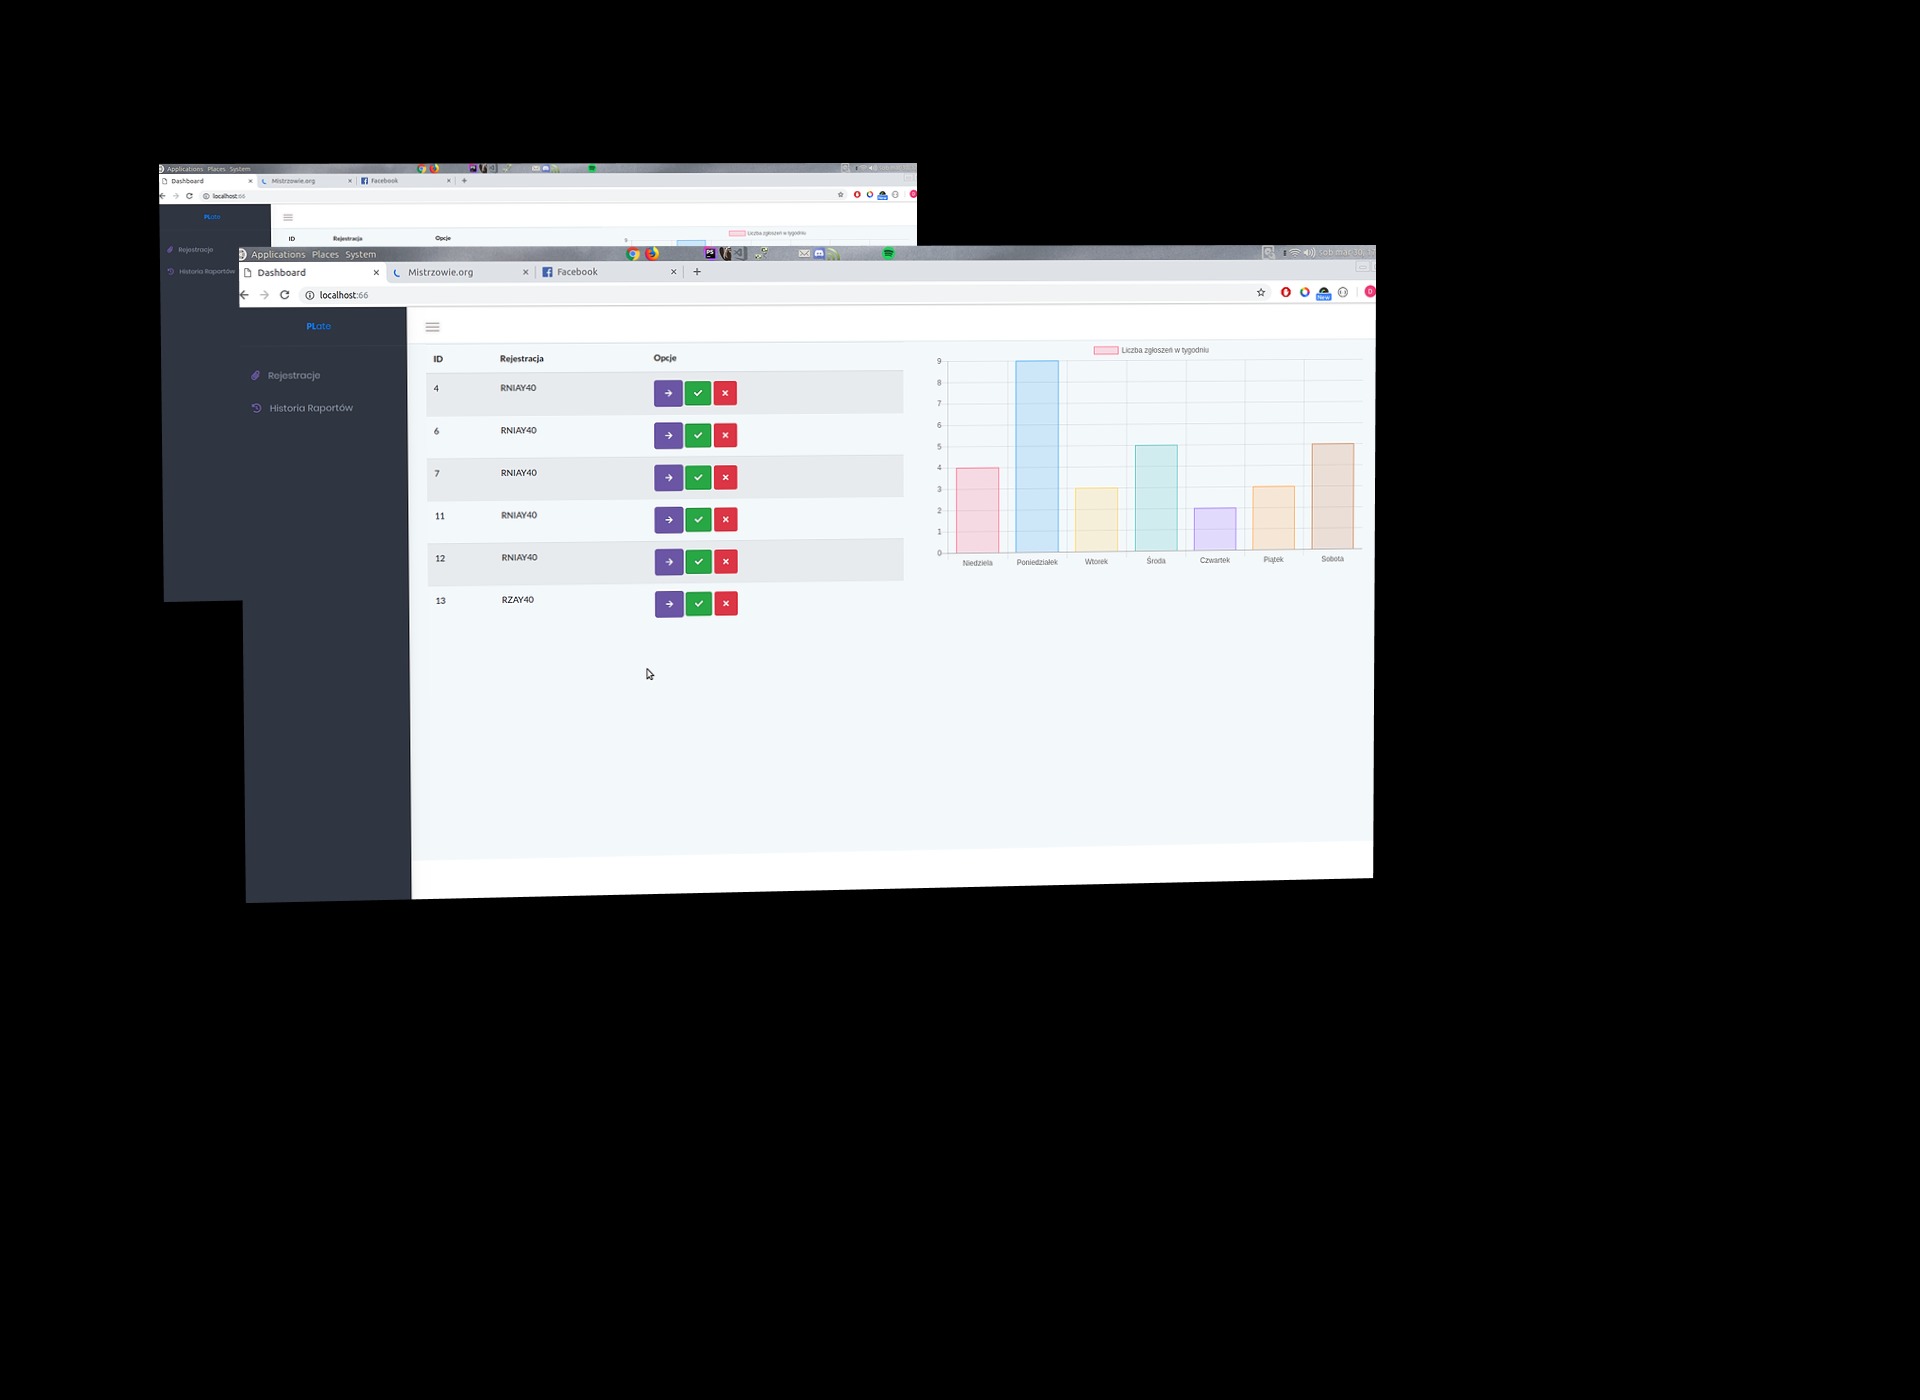 Applications Places System
Dashboard
Mistrzowie.org
Facebook
localhost:66
PLate
Rejestracje
Historia Raportów
ID Rejestracja Opcje
Liczba zgłoszeń w tygodniu
9
Applications Places System
sob mar 30,
Dashboard
Mistrzowie.org
Facebook
localhost:66
New
PLate
Rejestracje
Historia Raportów
ID Rejestracja Opcje
4 RNIAY40
6 RNIAY40
7 RNIAY40
11 RNIAY40
12 RNIAY40
13 RZAY40
Liczba zgłoszeń w tygodniu
9
8
7
6
5
4
3
2
1
0
Niedziela Poniedziałek Wtorek Środa Czwartek Piątek Sobota